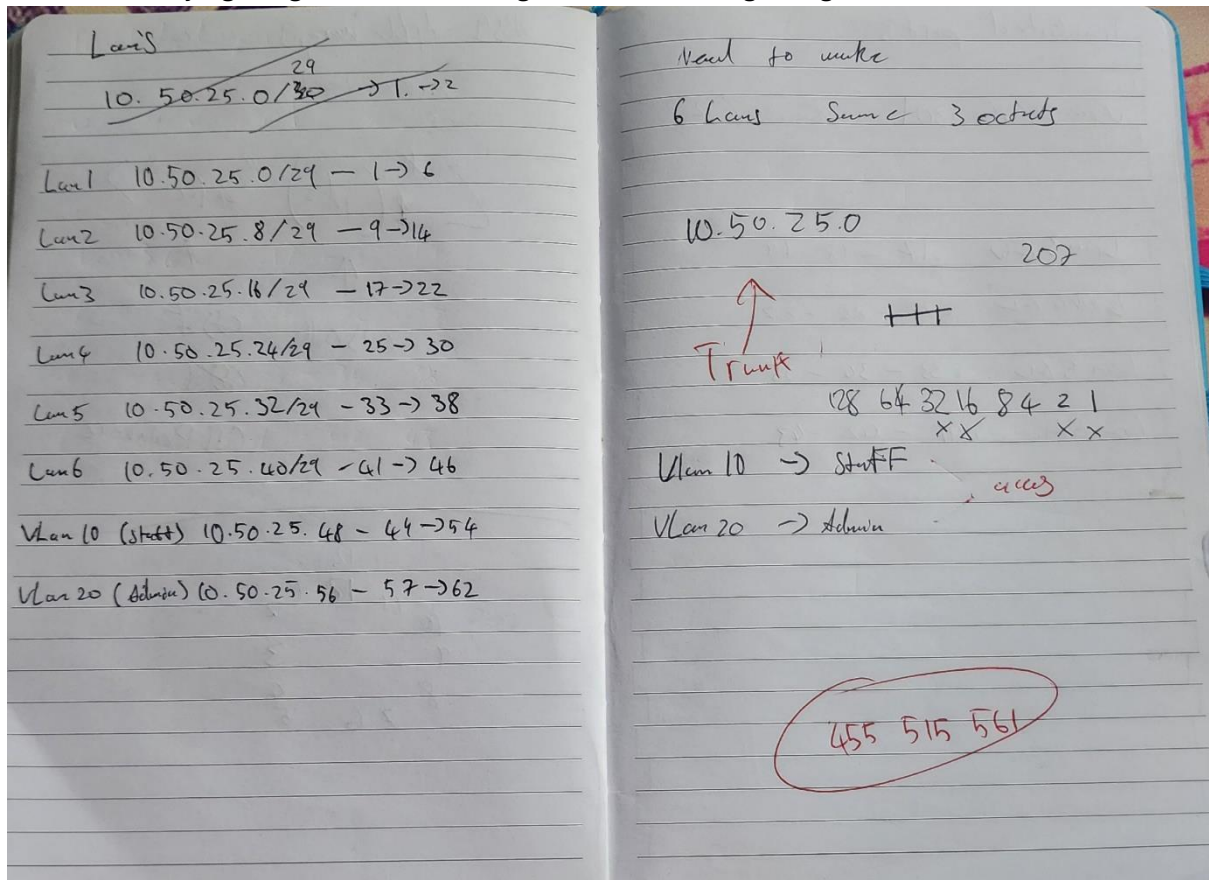 Lan's
29
10.50.25.0/30 → 1. → 2
Lan1 10.50.25.0/29 – 1 → 6
Lan2 10.50.25.8/29 – 9 → 14
Lan3 10.50.25.16/29 – 17 → 22
Lan4 10.50.25.24/29 – 25 → 30
Lan5 10.50.25.32/29 – 33 → 38
Lan6 10.50.25.40/29 – 41 → 46
VLan 10 (Staff) 10.50.25.48 – 49 → 54
VLan 20 (Admin) 10.50.25.56 – 57 → 62
Need to make
6 Lans Same 3 octets
10.50.25.0
207
Trunk
128 64 32 16 8 4 2 1
x x x x
Vlan 10 → Staff
VLan 20 → Admin
455 515 561